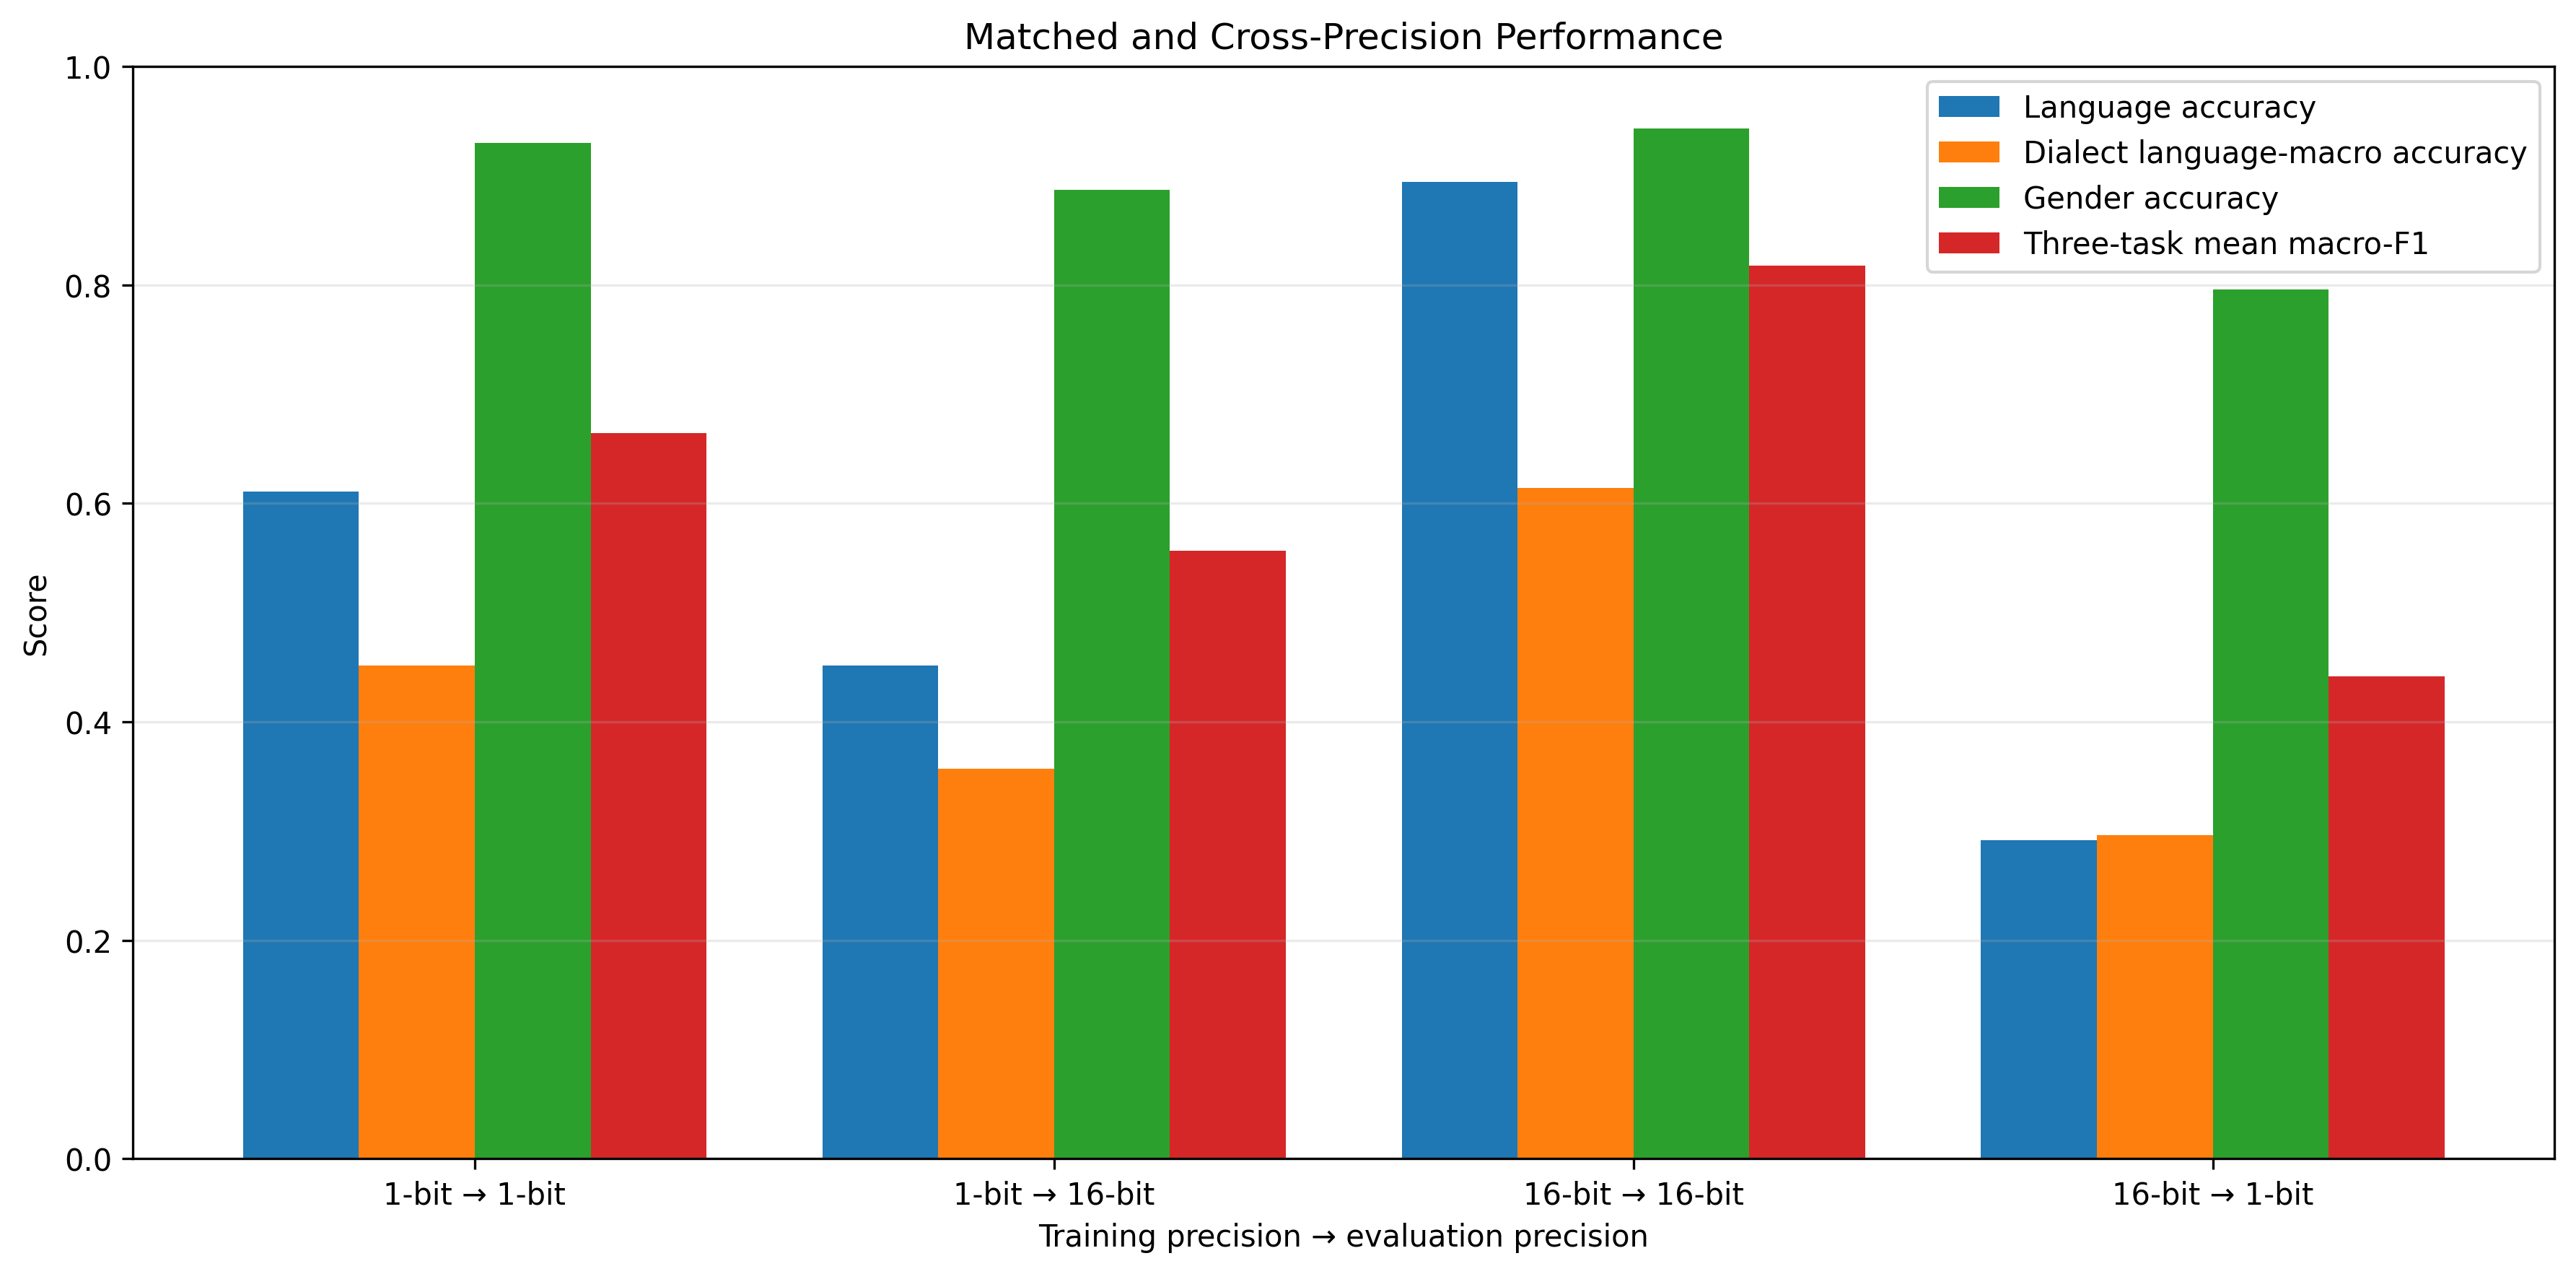 Matched and Cross-Precision Performance
1.0
0.8
0.6
0.4
0.2
0.0
Score
Language accuracy
Dialect language-macro accuracy
Gender accuracy
Three-task mean macro-F1
1-bit → 1-bit
1-bit → 16-bit
16-bit → 16-bit
16-bit → 1-bit
Training precision → evaluation precision